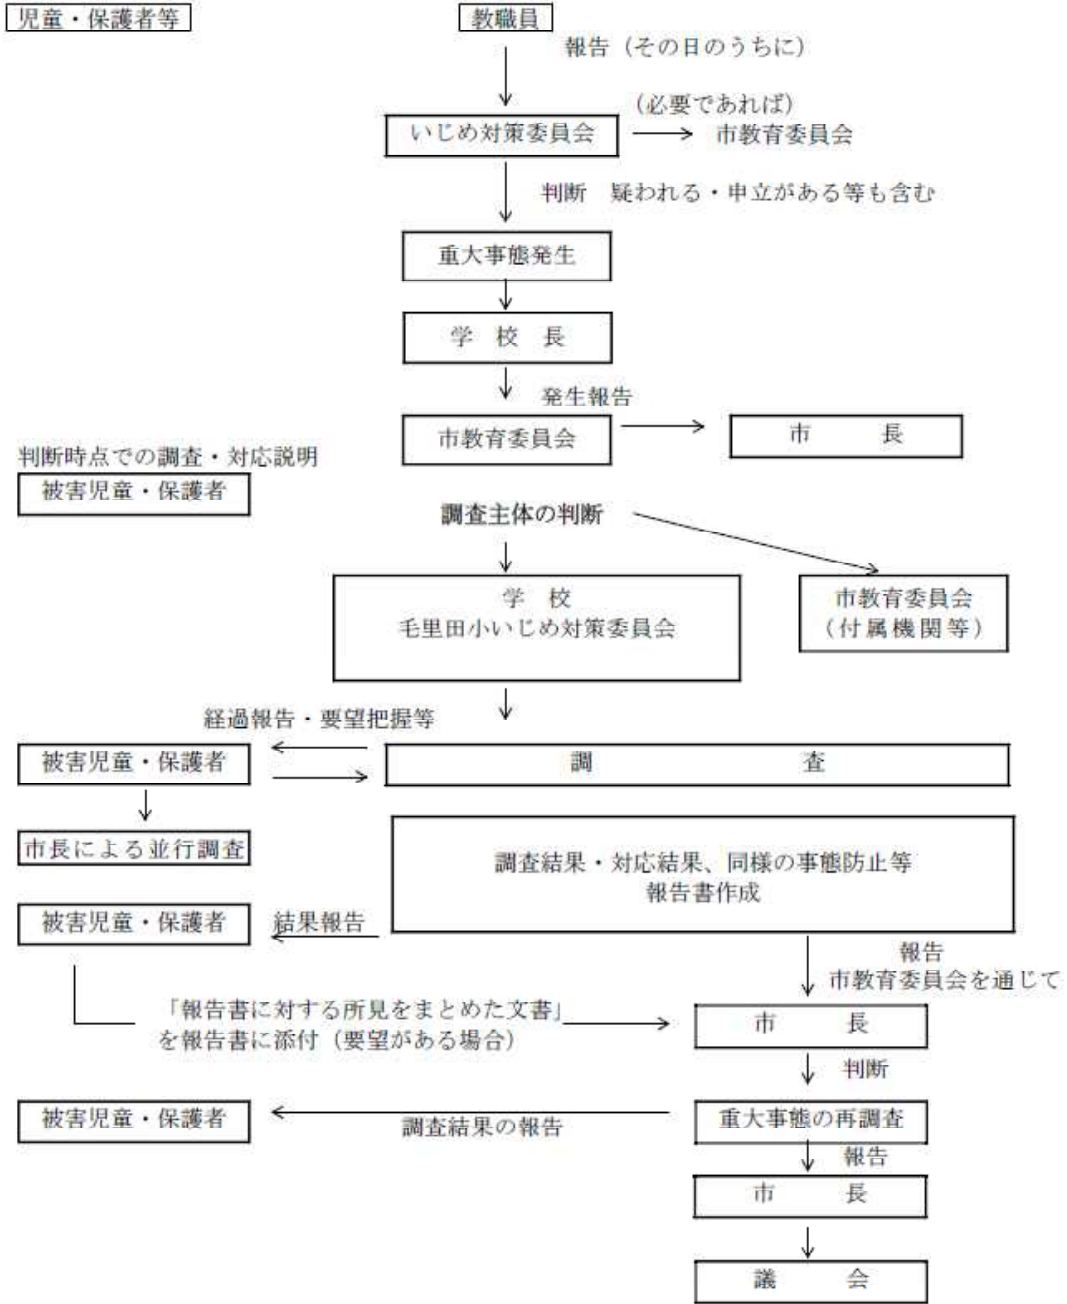 児童・保護者等
教職員
報告（その日のうちに）
（必要であれば）
いじめ対策委員会
市教育委員会
判断　疑われる・申立がある等も含む
重大事態発生
学　校　長
発生報告
市教育委員会
市　　　長
判断時点での調査・対応説明
被害児童・保護者
調査主体の判断
学　校
毛里田小いじめ対策委員会
市教育委員会
（付属機関等）
経過報告・要望把握等
被害児童・保護者
調　　　　　　　　　査
市長による並行調査
調査結果・対応結果、同様の事態防止等
報告書作成
被害児童・保護者
結果報告
報告
市教育委員会を通じて
「報告書に対する所見をまとめた文書」
を報告書に添付（要望がある場合）
市　　　長
判断
被害児童・保護者
調査結果の報告
重大事態の再調査
報告
市　　　長
議　　　会